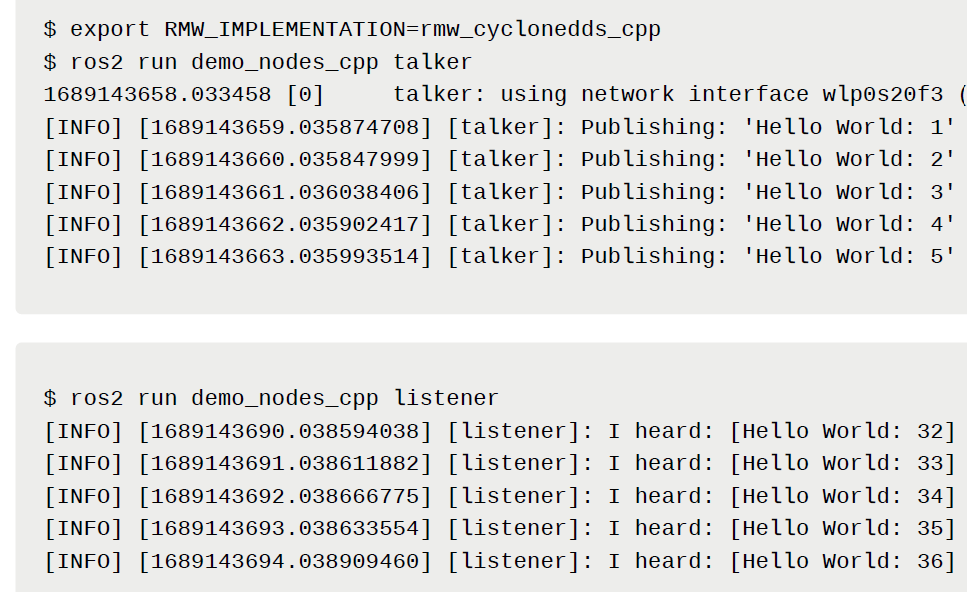 $ export RMW_IMPLEMENTATION=rmw_cyclonedds_cpp
$ ros2 run demo_nodes_cpp talker
1689143658.033458 [0]     talker: using network interface wlp0s20f3 (
[INFO] [1689143659.035874708] [talker]: Publishing: 'Hello World: 1'
[INFO] [1689143660.035847999] [talker]: Publishing: 'Hello World: 2'
[INFO] [1689143661.036038406] [talker]: Publishing: 'Hello World: 3'
[INFO] [1689143662.035902417] [talker]: Publishing: 'Hello World: 4'
[INFO] [1689143663.035993514] [talker]: Publishing: 'Hello World: 5'
$ ros2 run demo_nodes_cpp listener
[INFO] [1689143690.038594038] [listener]: I heard: [Hello World: 32]
[INFO] [1689143691.038611882] [listener]: I heard: [Hello World: 33]
[INFO] [1689143692.038666775] [listener]: I heard: [Hello World: 34]
[INFO] [1689143693.038633554] [listener]: I heard: [Hello World: 35]
[INFO] [1689143694.038909460] [listener]: I heard: [Hello World: 36]